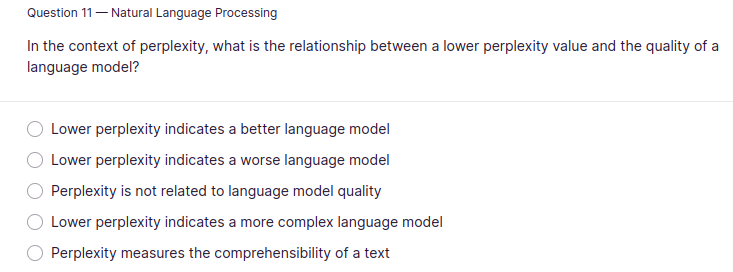 Question 11 — Natural Language Processing
In the context of perplexity, what is the relationship between a lower perplexity value and the quality of a
language model?
Lower perplexity indicates a better language model
Lower perplexity indicates a worse language model
Perplexity is not related to language model quality
Lower perplexity indicates a more complex language model
Perplexity measures the comprehensibility of a text